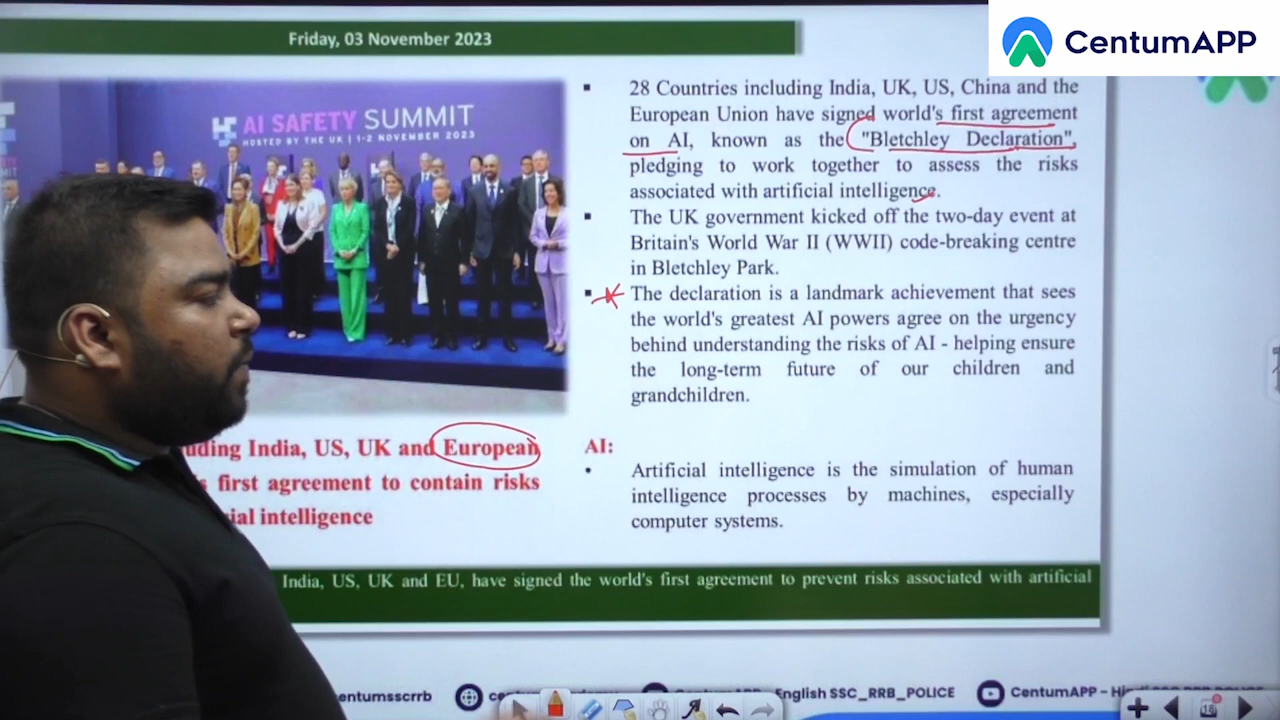 CentumAPP
Friday, 03 November 2023
AI SAFETY SUMMIT
HOSTED BY THE UK | 1-2 NOVEMBER 2023
India, US, UK and European
first agreement to contain risks
intelligence
28 Countries including India, UK, US, China and the
European Union have signed world's first agreement
on AI, known as the "Bletchley Declaration",
pledging to work together to assess the risks
associated with artificial intelligence.
The UK government kicked off the two-day event at
Britain's World War II (WWII) code-breaking centre
in Bletchley Park.
The declaration is a landmark achievement that sees
the world's greatest AI powers agree on the urgency
behind understanding the risks of AI - helping ensure
the long-term future of our children and
grandchildren.
AI:
Artificial intelligence is the simulation of human
intelligence processes by machines, especially
computer systems.
India, US, UK and EU, have signed the world's first agreement to prevent risks associated with artificial
entumsscrrb
English SSC_RRB_POLICE
CentumAPP -
18